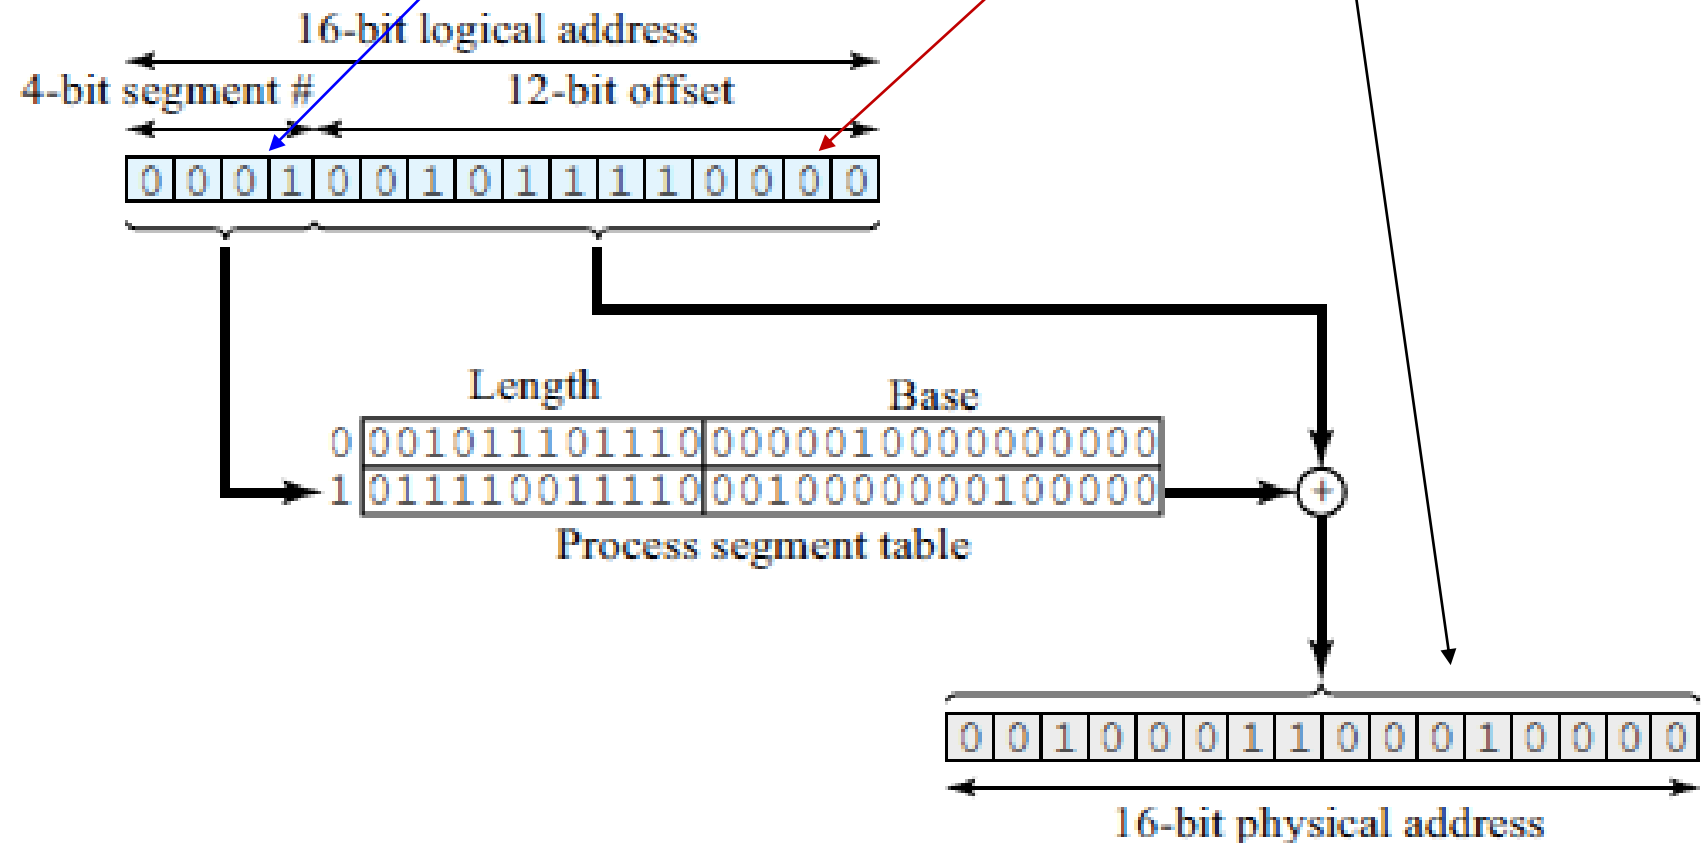 16-bit logical address
4-bit segment # 12-bit offset
0 0 0 1 0 0 1 0 1 1 1 1 0 0 0 0
Length Base
0 001011101110 0000010000000000
1 011110011110 0010000000100000
+
Process segment table
0 0 1 0 0 0 1 1 0 0 0 1 0 0 0 0
16-bit physical address